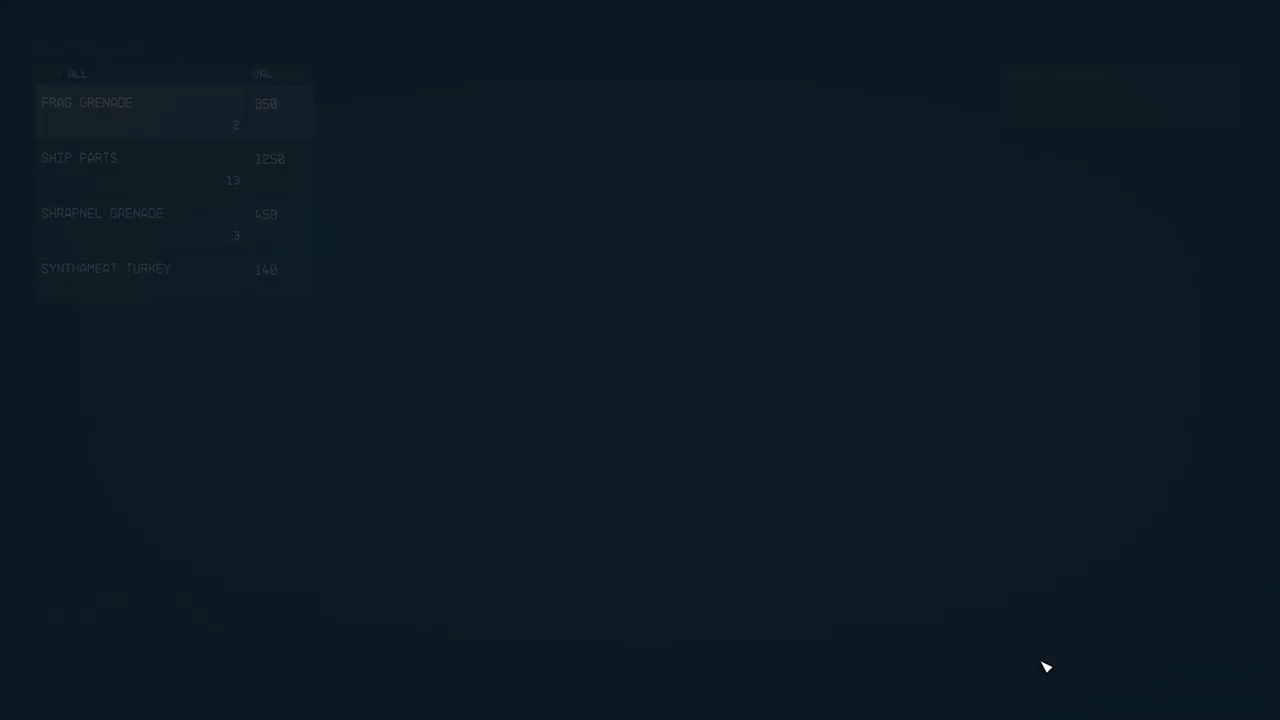 ALL VAL
FRAG GRENADE 350
2
SHIP PARTS 1250
13
SHRAPNEL GRENADE 450
3
SYNTHAMEAT TURKEY 140